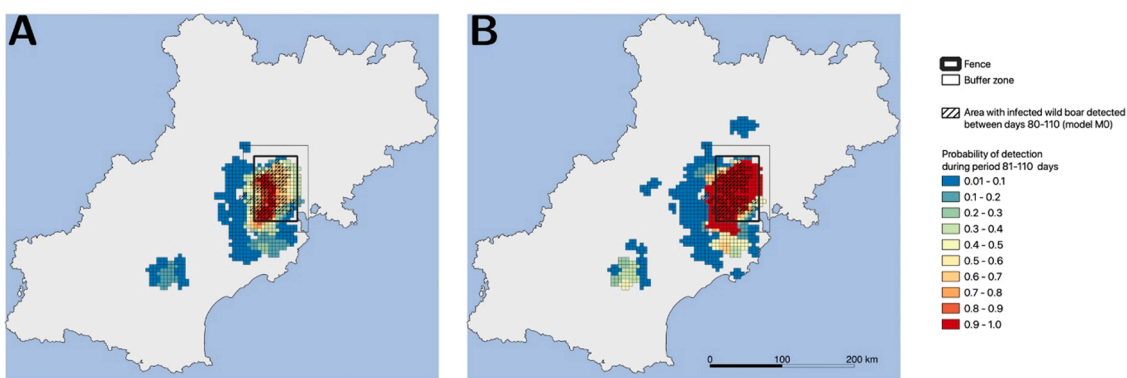 A
B
Fence
Buffer zone
Area with infected wild boar detected
between days 80-110 (model M0)
Probability of detection
during period 81-110 days
0.01 - 0.1
0.1 - 0.2
0.2 - 0.3
0.3 - 0.4
0.4 - 0.5
0.5 - 0.6
0.6 - 0.7
0.7 - 0.8
0.8 - 0.9
0.9 - 1.0
0 100 200 km